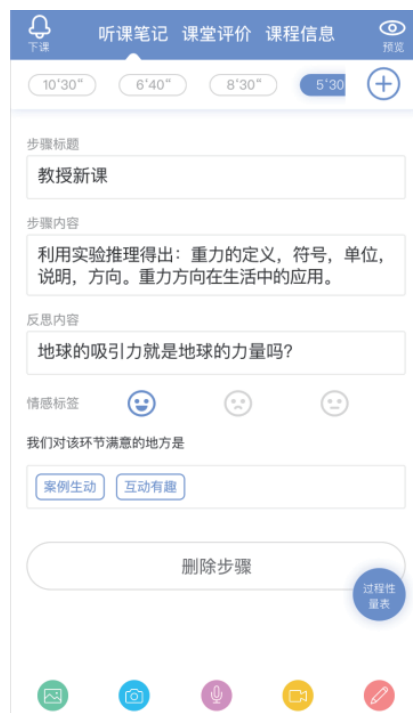 下课
听课笔记 课堂评价 课程信息
预览
10'30" 6'40" 8'30" 5'30
步骤标题
教授新课
步骤内容
利用实验推理得出：重力的定义，符号，单位，
说明，方向。重力方向在生活中的应用。
反思内容
地球的吸引力就是地球的力量吗?
情感标签
我们对该环节满意的地方是
案例生动 互动有趣
删除步骤
过程性
量表